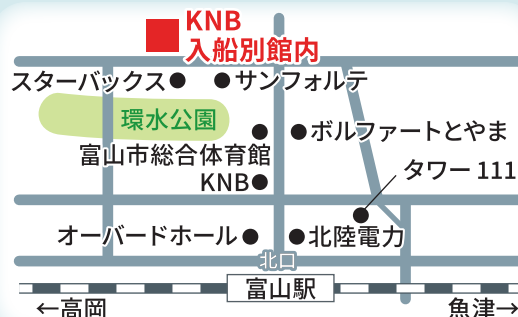 KNB
入船別館内
スターバックス● ●サンフォルテ
環水公園
● ●ボルファートとやま
富山市総合体育館
タワー111
KNB●
オーバードホール● ●北陸電力
北口
富山駅
←高岡 魚津→